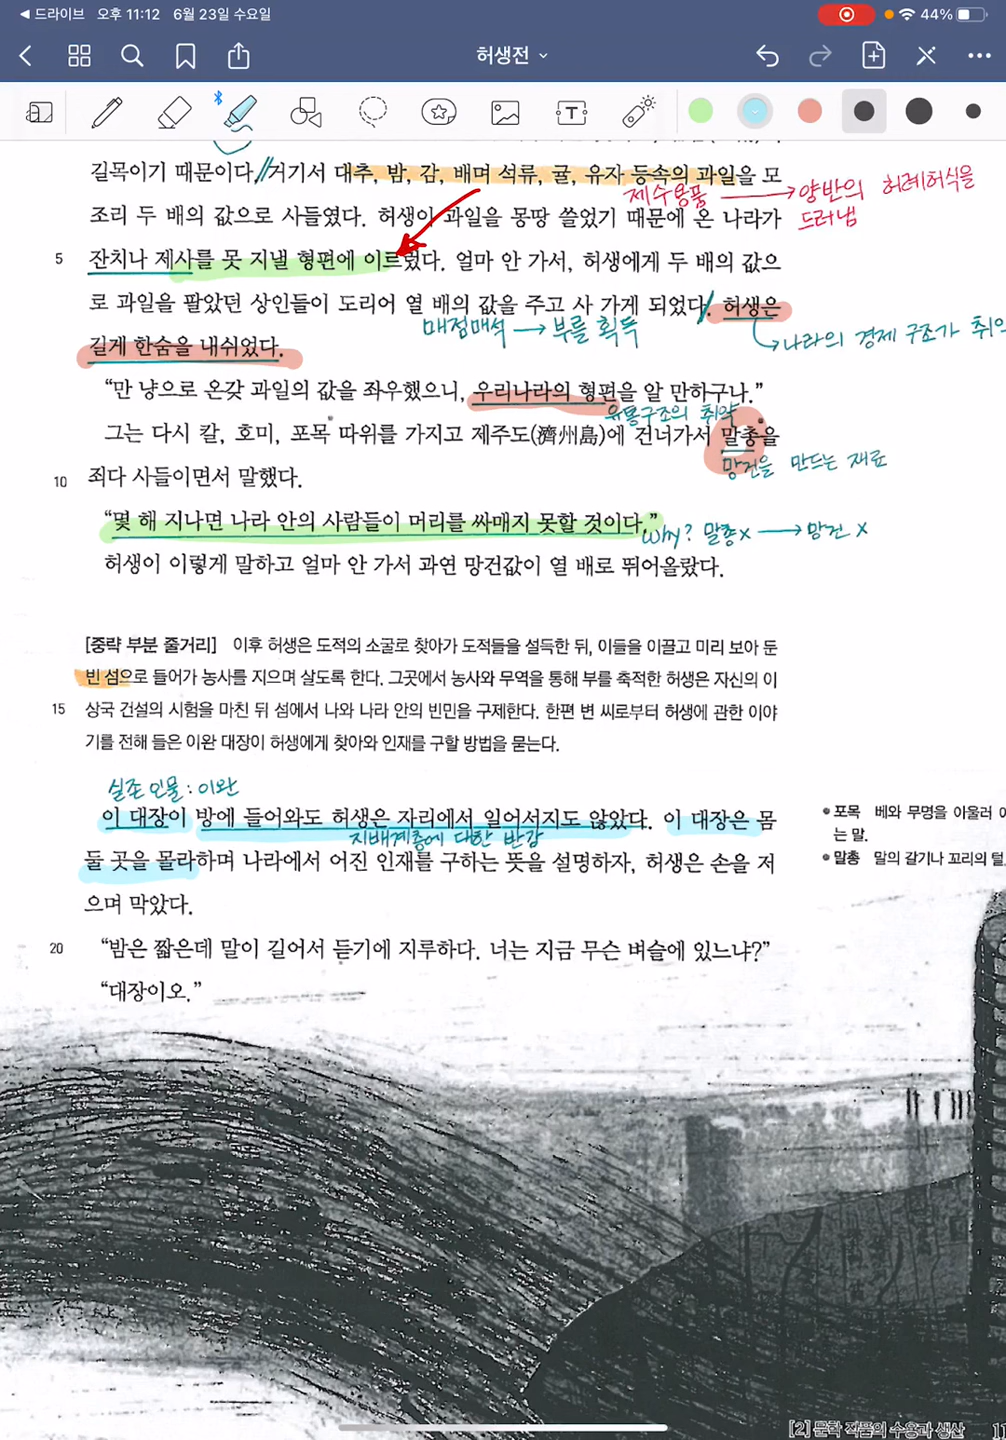 드라이브 오후 11:12 6월 23일 수요일
44%
허생전
길목이기 때문이다. 거기서 대추, 밤, 감, 배며 석류, 귤, 유자 등속의 과일을 모
제수용품 → 양반의 허례허식을
드러냄
조리 두 배의 값으로 사들였다. 허생이 과일을 몽땅 쓸었기 때문에 온 나라가
5 잔치나 제사를 못 지낼 형편에 이르렀다. 얼마 안 가서, 허생에게 두 배의 값으
로 과일을 팔았던 상인들이 도리어 열 배의 값을 주고 사 가게 되었다. 허생은
매점매석 → 부를 획득
나라의 경제 구조가 취약
길게 한숨을 내쉬었다.
“만 냥으로 온갖 과일의 값을 좌우했으니, 우리나라의 형편을 알 만하구나.”
유통구조의 취약
그는 다시 칼, 호미, 포목 따위를 가지고 제주도(濟州島)에 건너가서 말총을
망건을 만드는 재료
10 죄다 사들이면서 말했다.
“몇 해 지나면 나라 안의 사람들이 머리를 싸매지 못할 것이다.”
Why? 말총x → 망건 x
허생이 이렇게 말하고 얼마 안 가서 과연 망건값이 열 배로 뛰어올랐다.
[중략 부분 줄거리] 이후 허생은 도적의 소굴로 찾아가 도적들을 설득한 뒤, 이들을 이끌고 미리 보아 둔
빈 섬으로 들어가 농사를 지으며 살도록 한다. 그곳에서 농사와 무역을 통해 부를 축적한 허생은 자신의 이
15 상국 건설의 시험을 마친 뒤 섬에서 나와 나라 안의 빈민을 구제한다. 한편 변 씨로부터 허생에 관한 이야
기를 전해 들은 이완 대장이 허생에게 찾아와 인재를 구할 방법을 묻는다.
실존 인물 : 이완
이 대장이 방에 들어와도 허생은 자리에서 일어서지도 않았다. 이 대장은 몸
지배계층에 대한 반감
둘 곳을 몰라하며 나라에서 어진 인재를 구하는 뜻을 설명하자, 허생은 손을 저
으며 막았다.
포목 베와 무명을 아울러
는 말.
말총 말의 갈기나 꼬리의 털.
20 “밤은 짧은데 말이 길어서 듣기에 지루하다. 너는 지금 무슨 벼슬에 있느냐?”
“대장이오.”
[2] 문학 작품의 수용과 생산